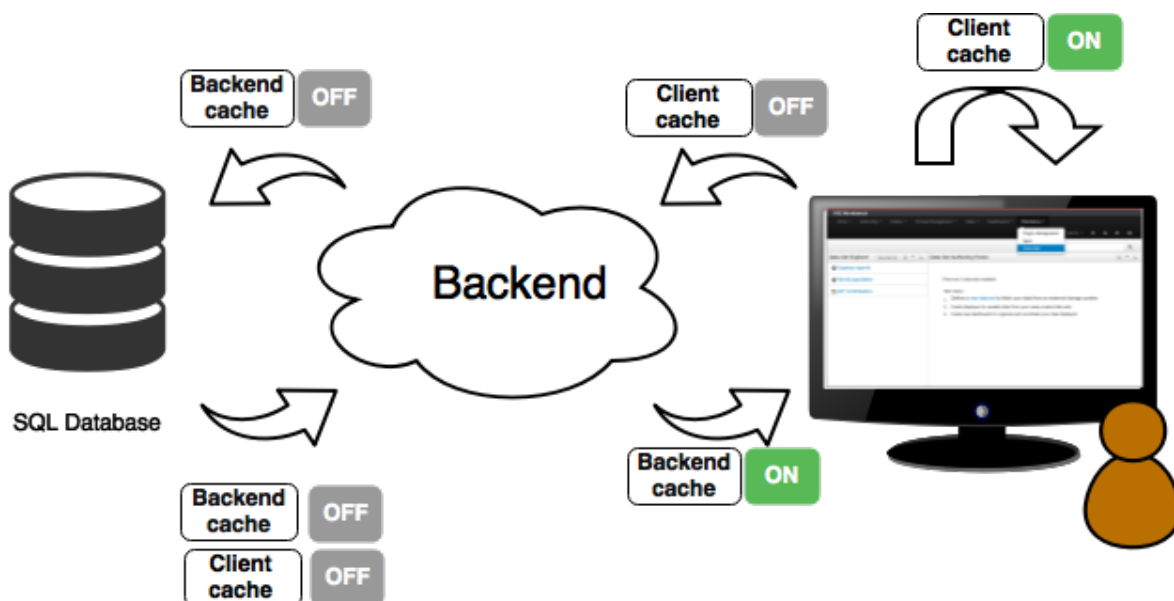 Client
cache
ON
Backend
cache
OFF
Client
cache
OFF
Backend
SQL Database
Backend
cache
ON
Backend
cache
OFF
Client
cache
OFF